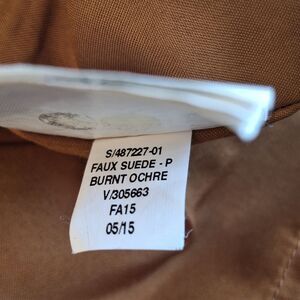 S/487227-01
FAUX SUEDE - P
BURNT OCHRE
V/305663
FA15
05/15